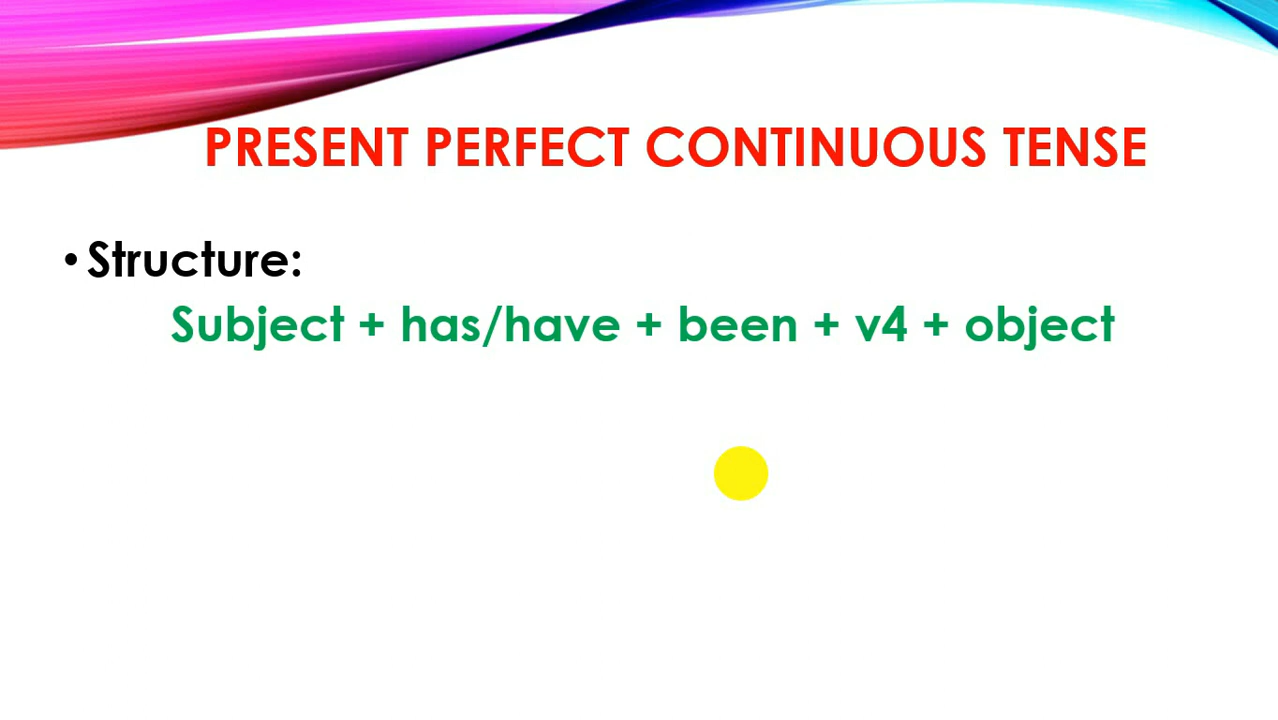 PRESENT PERFECT CONTINUOUS TENSE
• Structure:
Subject + has/have + been + v4 + object